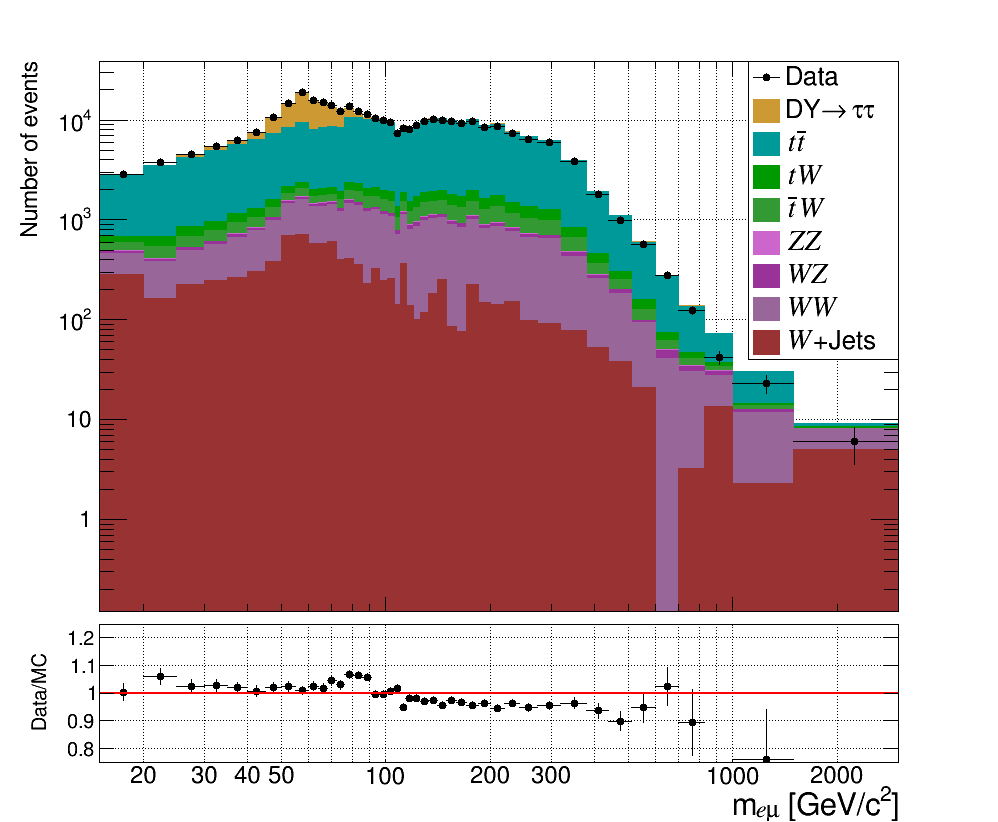 Number of events
10⁴
10³
10²
10
1
Data
DY→ττ
tt̄
tW
t̄W
ZZ
WZ
WW
W+Jets
Data/MC
1.2
1.1
1
0.9
0.8
20 30 40 50 100 200 300 1000 2000
m_eμ [GeV/c²]